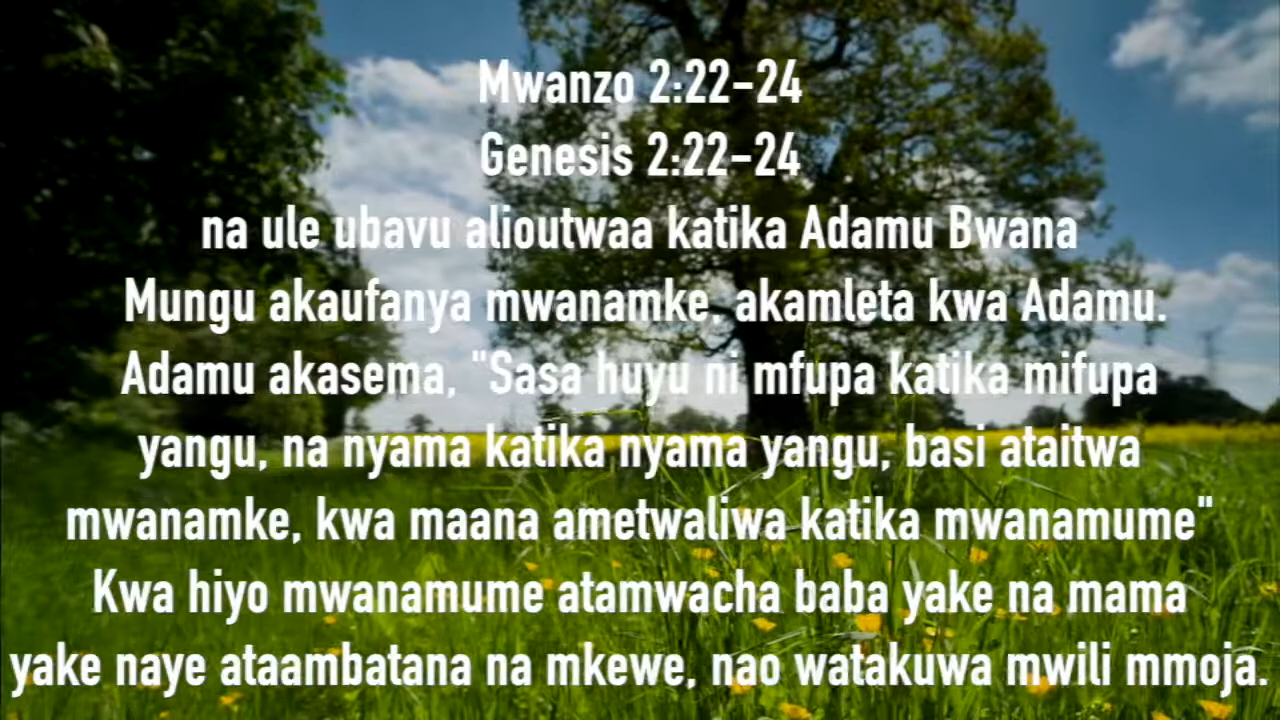 Mwanzo 2:22-24
Genesis 2:22-24
na ule ubavu alioutwaa katika Adamu Bwana
Mungu akaufanya mwanamke, akamleta kwa Adamu.
Adamu akasema, "Sasa huyu ni mfupa katika mifupa
yangu, na nyama katika nyama yangu, basi ataitwa
mwanamke, kwa maana ametwaliwa katika mwanamume"
Kwa hiyo mwanamume atamwacha baba yake na mama
yake naye ataambatana na mkewe, nao watakuwa mwili mmoja.